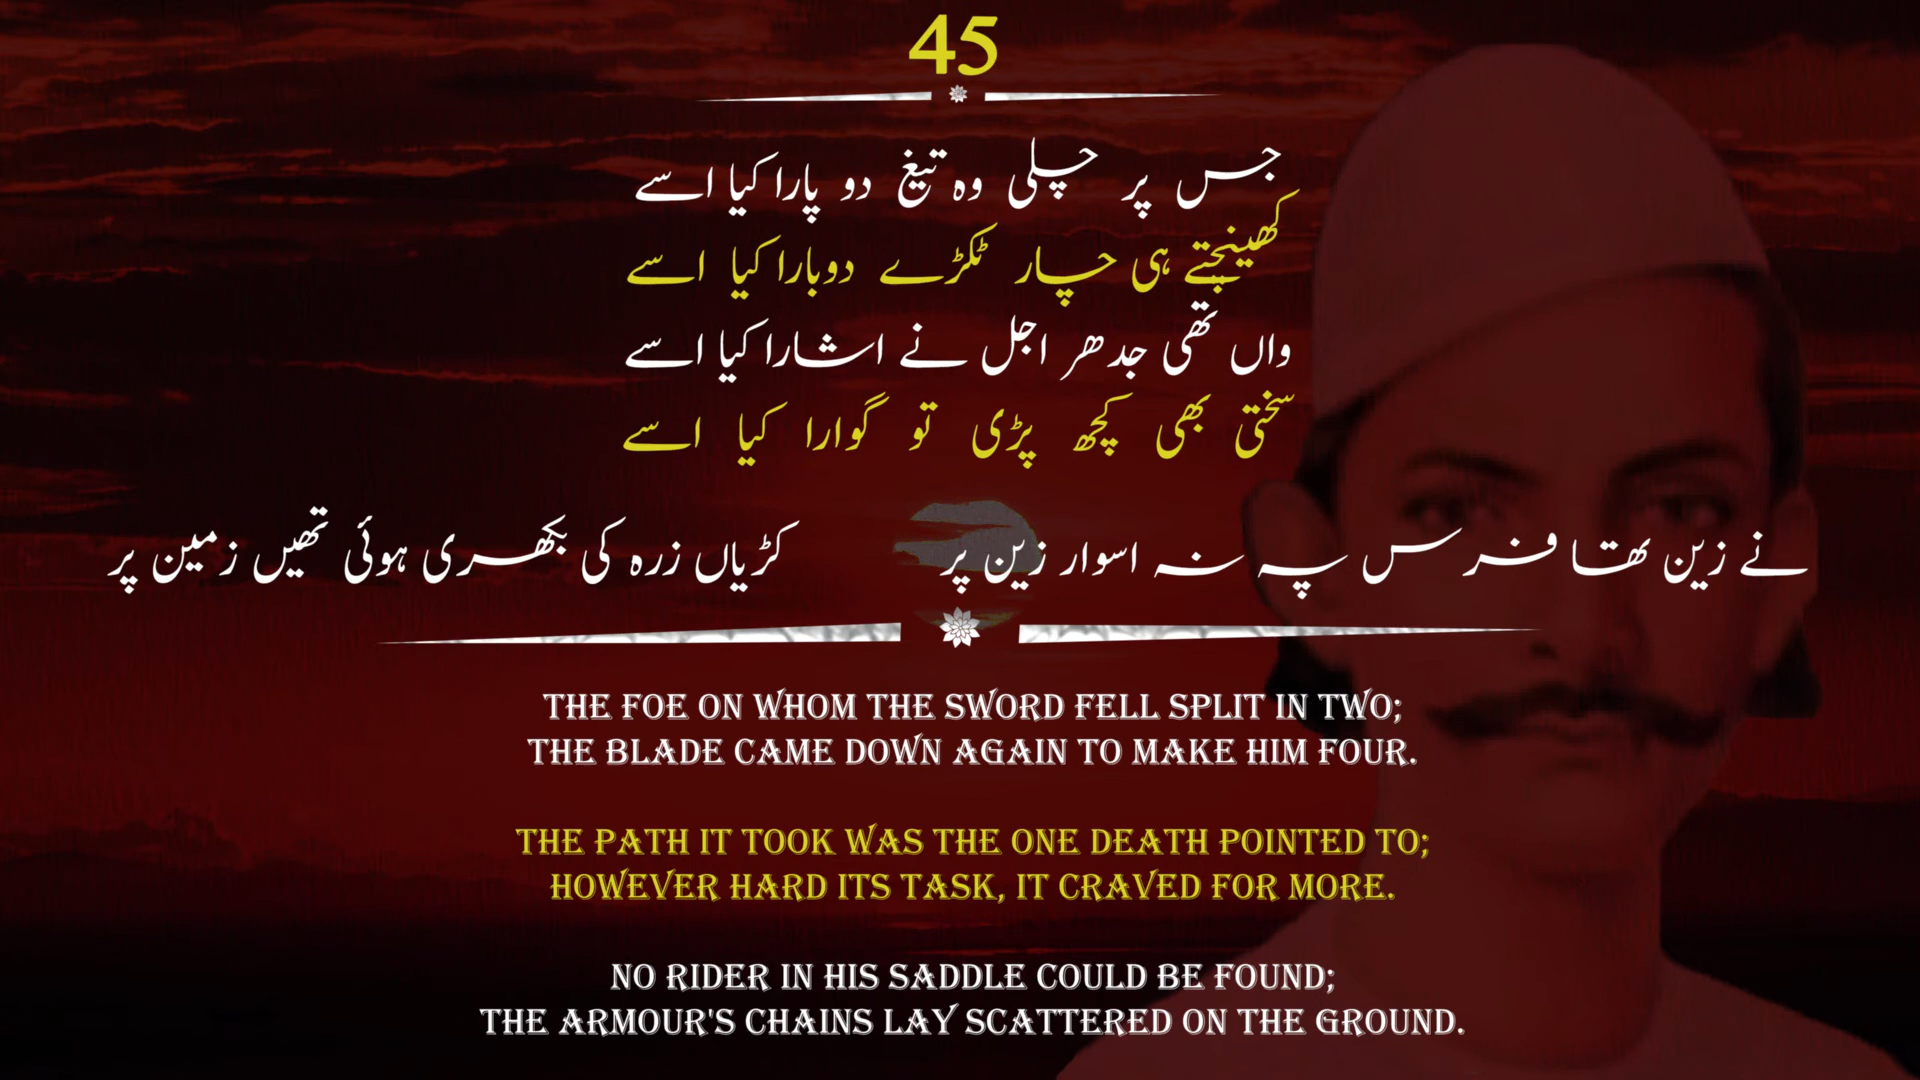 45
جس پر چلی وہ تیغ دو پارا کیا اسے
کھینچتے ہی چار ٹکڑے دوبارا کیا اسے
واں تھی جدھر اجل نے اشارا کیا اسے
سختی بھی کچھ پڑی تو گوارا کیا اسے
نے زین تھا فرس پہ نہ اسوار زین پر کڑیاں زرہ کی بکھری ہوئی تھیں زمین پر
THE FOE ON WHOM THE SWORD FELL SPLIT IN TWO;
THE BLADE CAME DOWN AGAIN TO MAKE HIM FOUR.
THE PATH IT TOOK WAS THE ONE DEATH POINTED TO;
HOWEVER HARD ITS TASK, IT CRAVED FOR MORE.
NO RIDER IN HIS SADDLE COULD BE FOUND;
THE ARMOUR'S CHAINS LAY SCATTERED ON THE GROUND.